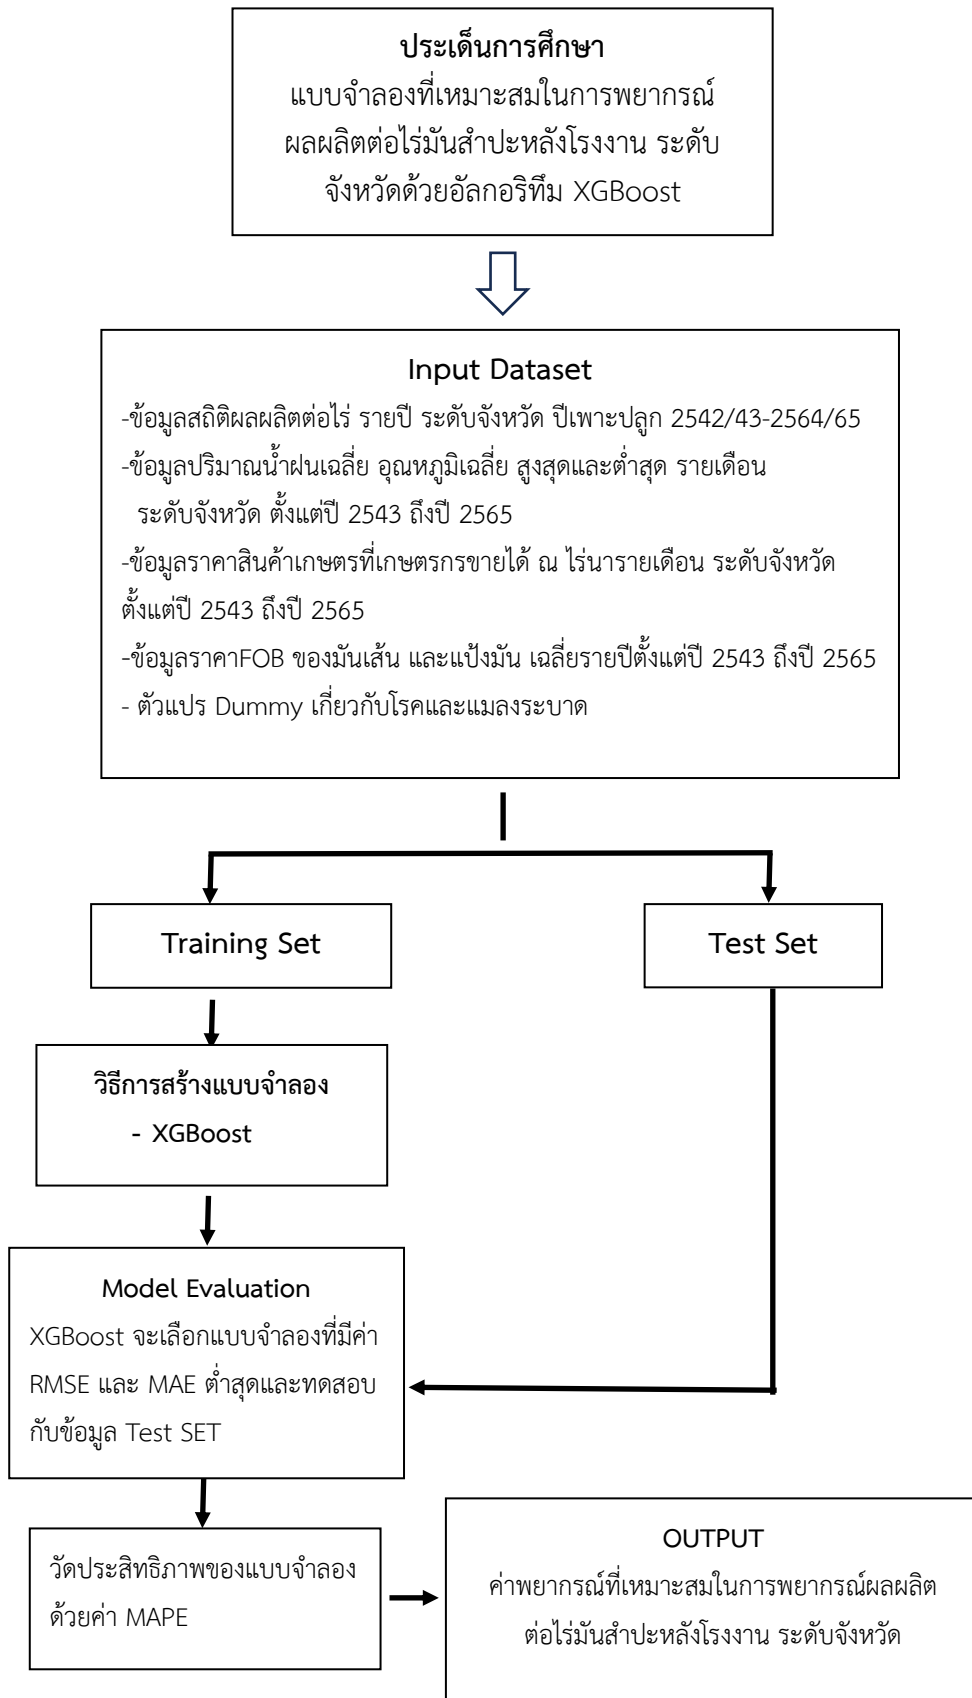 ประเด็นการศึกษา
แบบจำลองที่เหมาะสมในการพยากรณ์
ผลผลิตต่อไร่มันสำปะหลังโรงงาน ระดับ
จังหวัดด้วยอัลกอริทึม XGBoost
Input Dataset
-ข้อมูลสถิติผลผลิตต่อไร่ รายปี ระดับจังหวัด ปีเพาะปลูก 2542/43-2564/65
-ข้อมูลปริมาณน้ำฝนเฉลี่ย อุณหภูมิเฉลี่ย สูงสุดและต่ำสุด รายเดือน
ระดับจังหวัด ตั้งแต่ปี 2543 ถึงปี 2565
-ข้อมูลราคาสินค้าเกษตรที่เกษตรกรขายได้ ณ ไร่นารายเดือน ระดับจังหวัด
ตั้งแต่ปี 2543 ถึงปี 2565
-ข้อมูลราคาFOB ของมันเส้น และแป้งมัน เฉลี่ยรายปีตั้งแต่ปี 2543 ถึงปี 2565
- ตัวแปร Dummy เกี่ยวกับโรคและแมลงระบาด
Training Set
Test Set
วิธีการสร้างแบบจำลอง
- XGBoost
Model Evaluation
XGBoost จะเลือกแบบจำลองที่มีค่า
RMSE และ MAE ต่ำสุดและทดสอบ
กับข้อมูล Test SET
วัดประสิทธิภาพของแบบจำลอง
ด้วยค่า MAPE
OUTPUT
ค่าพยากรณ์ที่เหมาะสมในการพยากรณ์ผลผลิต
ต่อไร่มันสำปะหลังโรงงาน ระดับจังหวัด